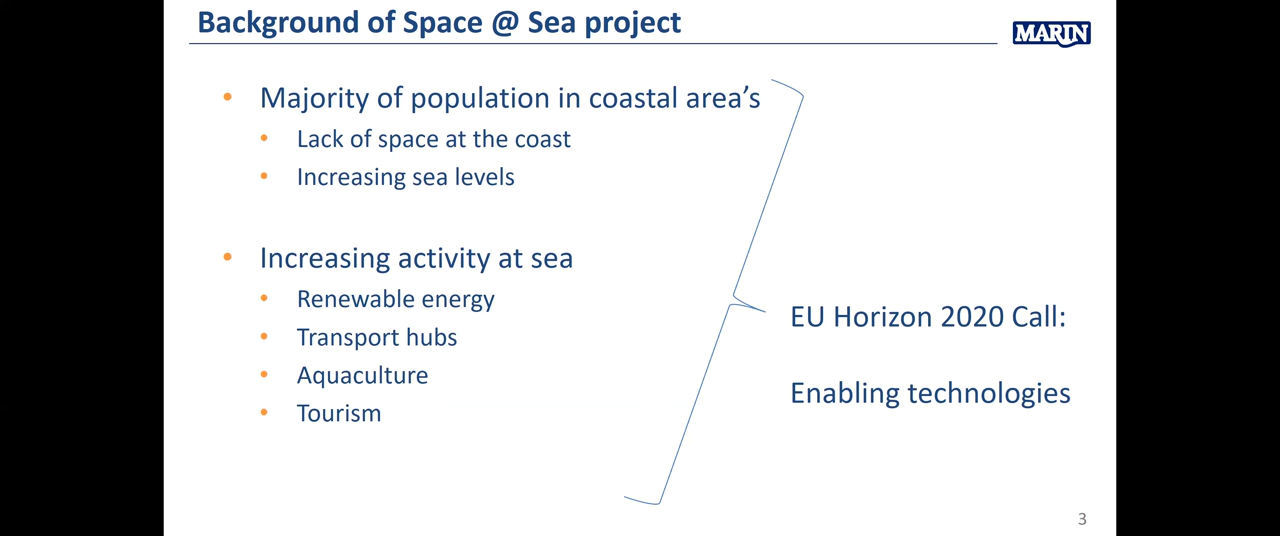 Background of Space @ Sea project
MARIN
• Majority of population in coastal area’s
• Lack of space at the coast
• Increasing sea levels
• Increasing activity at sea
• Renewable energy
• Transport hubs
• Aquaculture
• Tourism
EU Horizon 2020 Call:
Enabling technologies
3